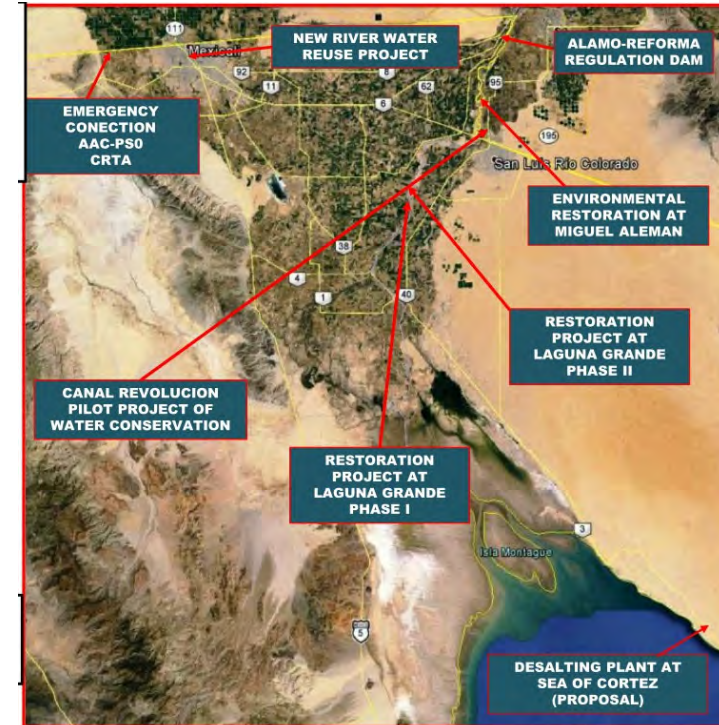 111
Mexicali
NEW RIVER WATER
REUSE PROJECT
ALAMO-REFORMA
REGULATION DAM
92
11
8
62
95
6
EMERGENCY
CONECTION
AAC-PS0
CRTA
195
San Luis Rio Colorado
ENVIRONMENTAL
RESTORATION AT
MIGUEL ALEMAN
38
4
1
40
RESTORATION
PROJECT AT
LAGUNA GRANDE
PHASE II
CANAL REVOLUCION
PILOT PROJECT OF
WATER CONSERVATION
RESTORATION
PROJECT AT
LAGUNA GRANDE
PHASE I
3
Isla Montague
5
DESALTING PLANT AT
SEA OF CORTEZ
(PROPOSAL)